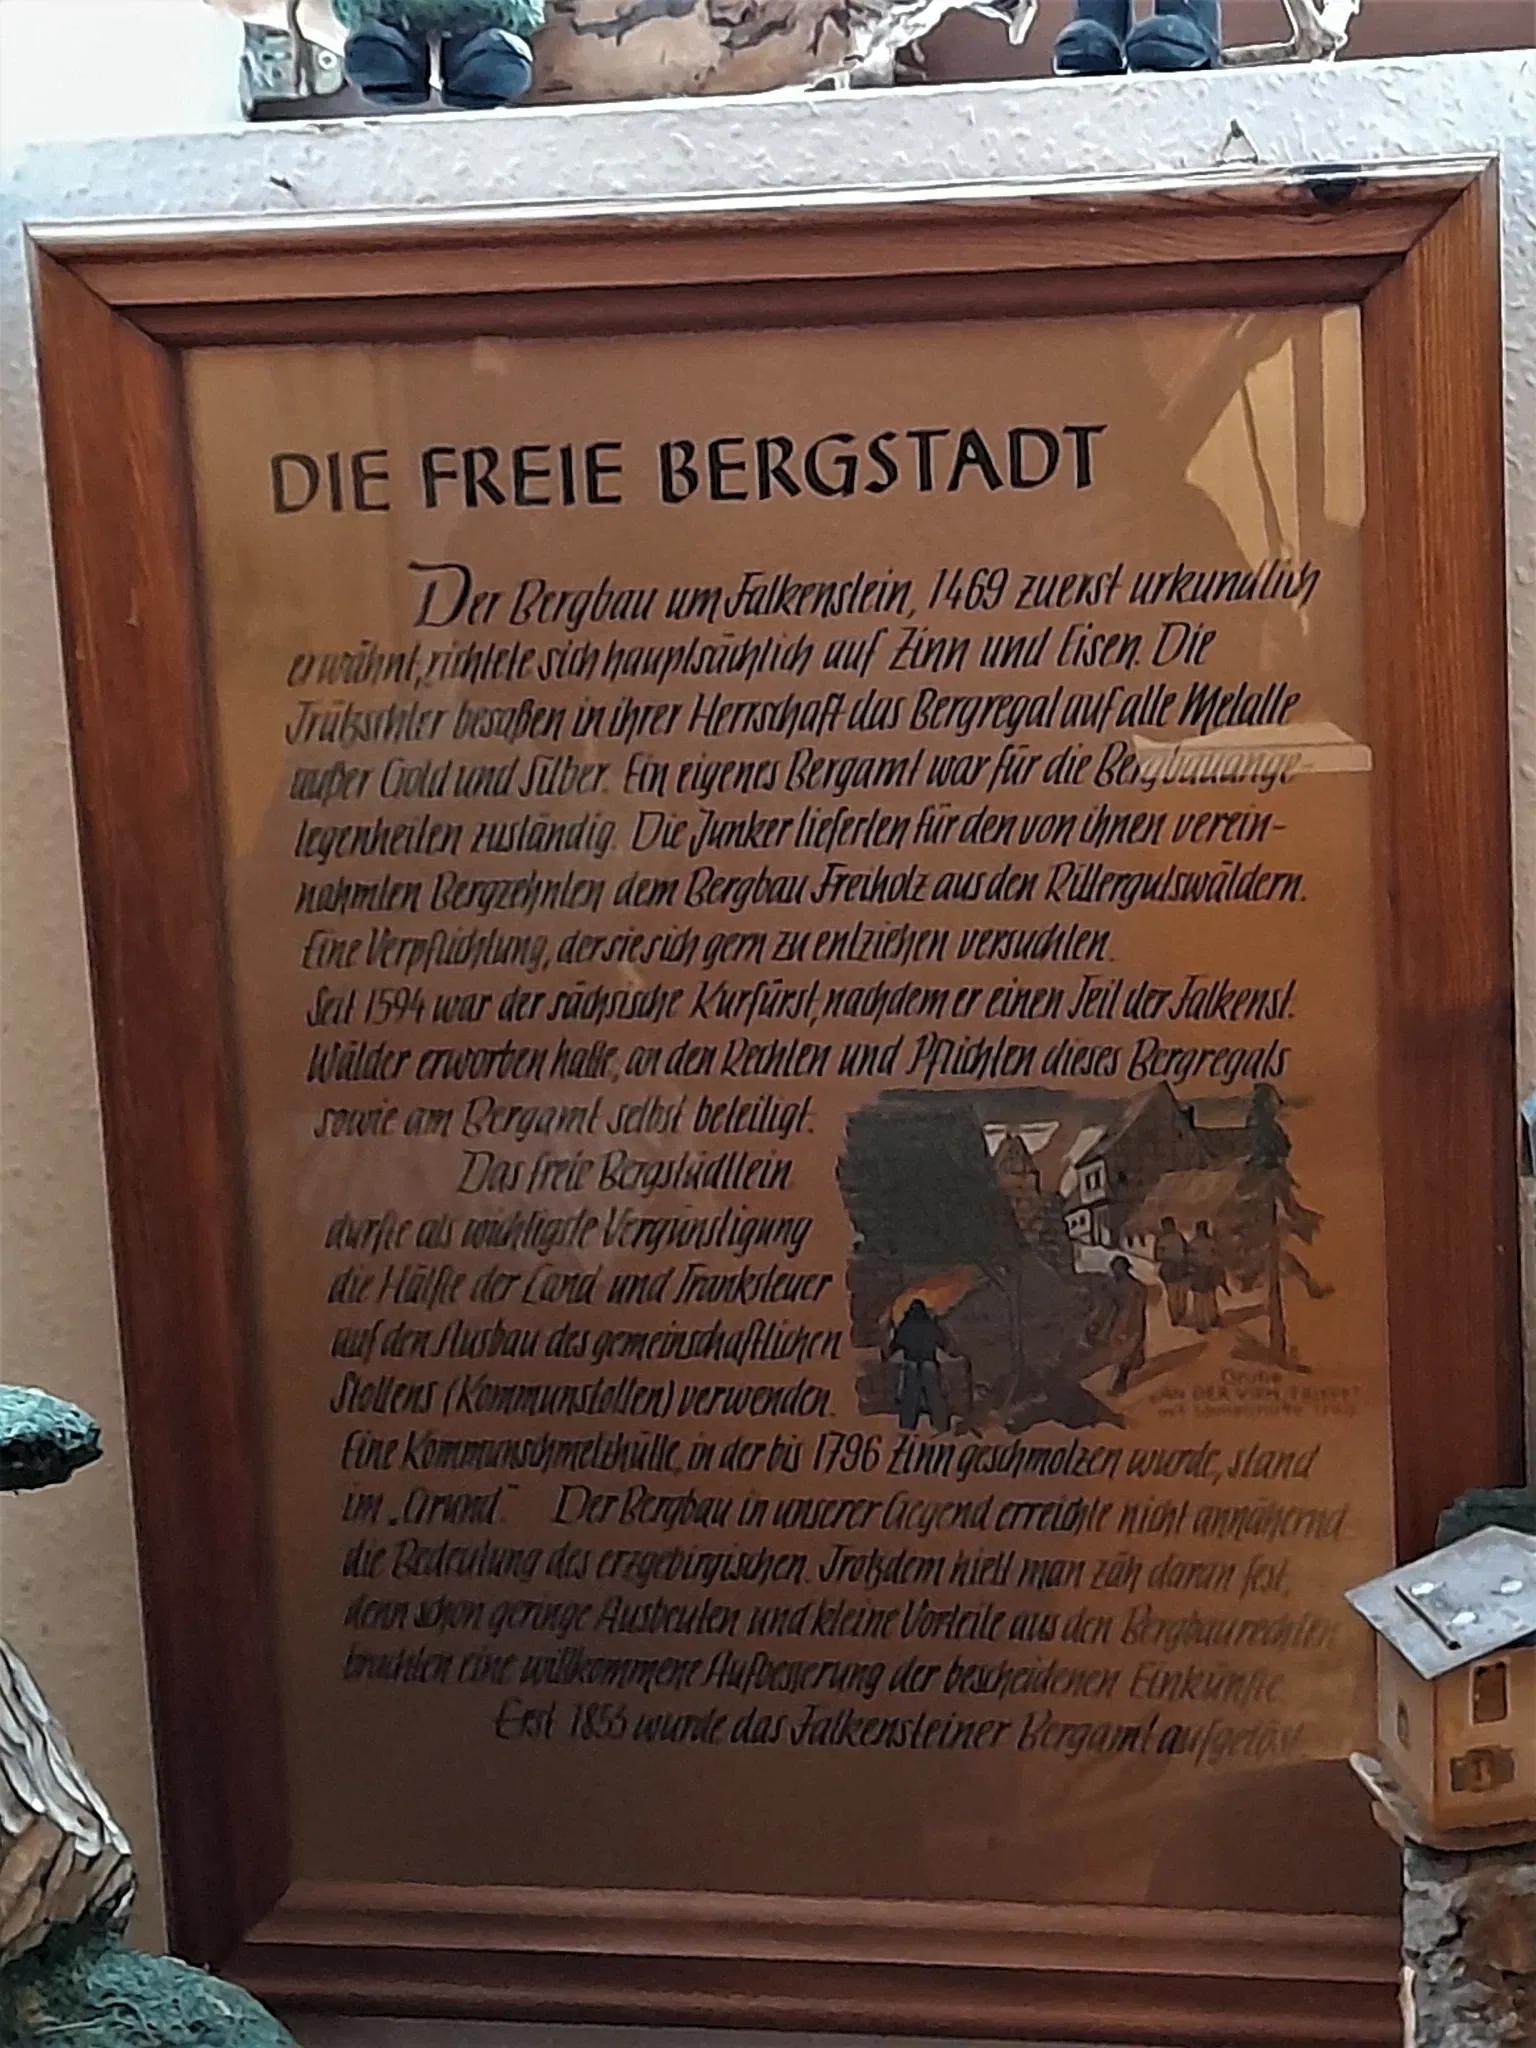 DIE FREIE BERGSTADT
Der Bergbau um Falkenstein, 1469 zuerst urkundlich
erwähnt, richtete sich hauptsächlich auf Zinn und Eisen. Die
Trützschler besaßen in ihrer Herrschaft das Bergregal auf alle Metalle
außer Gold und Silber. Ein eigenes Bergamt war für die Bergbauange-
legenheiten zuständig. Die Junker lieferten für den von ihnen verein-
nahmten Bergzehnten dem Bergbau Freiholz aus den Rittergutswäldern.
Eine Verpflichtung, der sie sich gern zu entziehen versuchten.
Seit 1594 war der sächsische Kurfürst, nachdem er einen Teil der Falkenst.
Wälder erworben hatte, an den Rechten und Pflichten dieses Bergregals
sowie am Bergamt selbst beteiligt.
Das freie Bergstädtlein
durfte als wichtigste Vergünstigung
die Hälfte der Land und Tranksteuer
auf den Ausbau des gemeinschaftlichen
Stollens (Kommunstollen) verwenden.
Grube
AN DER VIEH
mit
Eine Kommunschmelzhütte, in der bis 1796 Zinn geschmolzen wurde, stand
im „Grund“. Der Bergbau in unserer Gegend erreichte nicht annähernd
die Bedeutung des erzgebirgischen. Trotzdem hielt man zäh daran fest,
denn schon geringe Ausbeuten und kleine Vorteile aus den Bergbaurechten
brachten eine willkommene Aufbesserung der bescheidenen Einkünfte.
Erst wurde das Falkensteiner Bergamt aufgelöst